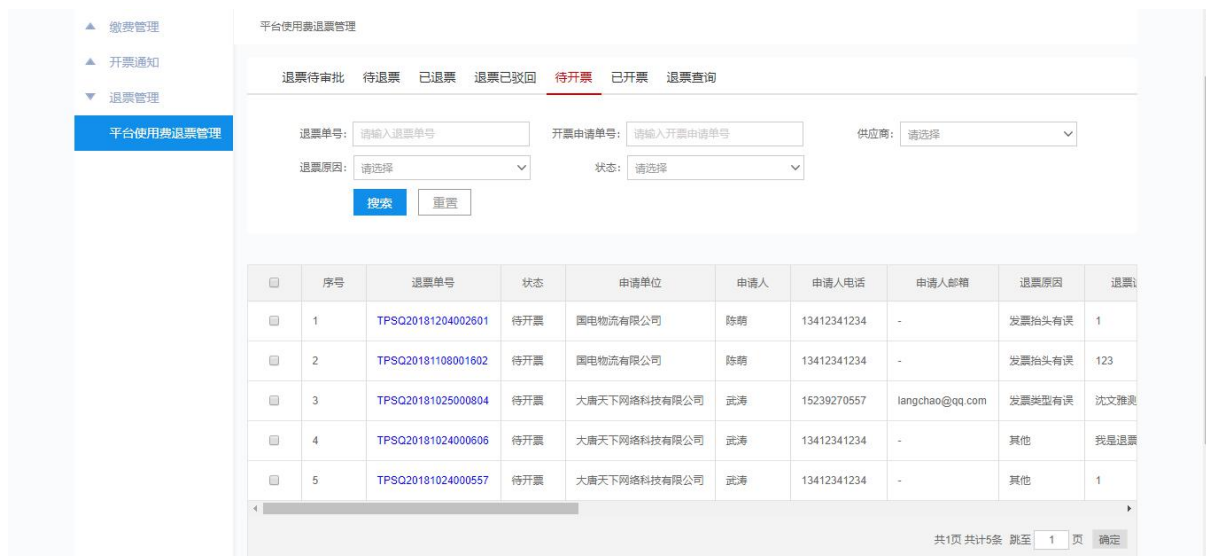 缴费管理
平台使用费退票管理
开票通知
退票管理
平台使用费退票管理
退票待审批 待退票 已退票 退票已驳回 待开票 已开票 退票查询
退票单号: 请输入退票单号 开票申请单号: 请输入开票申请单号 供应商: 请选择
退票原因: 请选择 状态: 请选择
搜索 重置
序号 退票单号 状态 申请单位 申请人 申请人电话 申请人邮箱 退票原因 退票
1 TPSQ20181204002601 待开票 国电物流有限公司 陈萌 13412341234 - 发票抬头有误 1
2 TPSQ20181108001602 待开票 国电物流有限公司 陈萌 13412341234 - 发票抬头有误 123
3 TPSQ20181025000804 待开票 大唐天下网络科技有限公司 武涛 15239270557 langchao@qq.com 发票类型有误 沈文雅测
4 TPSQ20181024000606 待开票 大唐天下网络科技有限公司 武涛 13412341234 - 其他 我是退票
5 TPSQ20181024000557 待开票 大唐天下网络科技有限公司 武涛 13412341234 - 其他 1
共1页 共计5条 跳至 1 页 确定